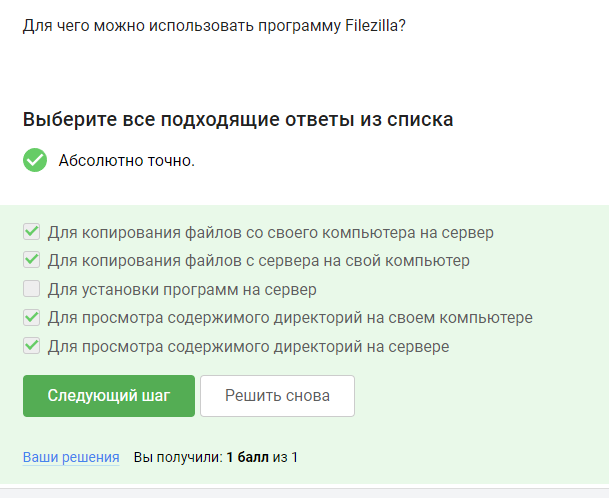 Для чего можно использовать программу Filezilla?
Выберите все подходящие ответы из списка
Абсолютно точно.
Для копирования файлов со своего компьютера на сервер
Для копирования файлов с сервера на свой компьютер
Для установки программ на сервер
Для просмотра содержимого директорий на своем компьютере
Для просмотра содержимого директорий на сервере
Следующий шаг Решить снова
Ваши решения Вы получили: 1 балл из 1